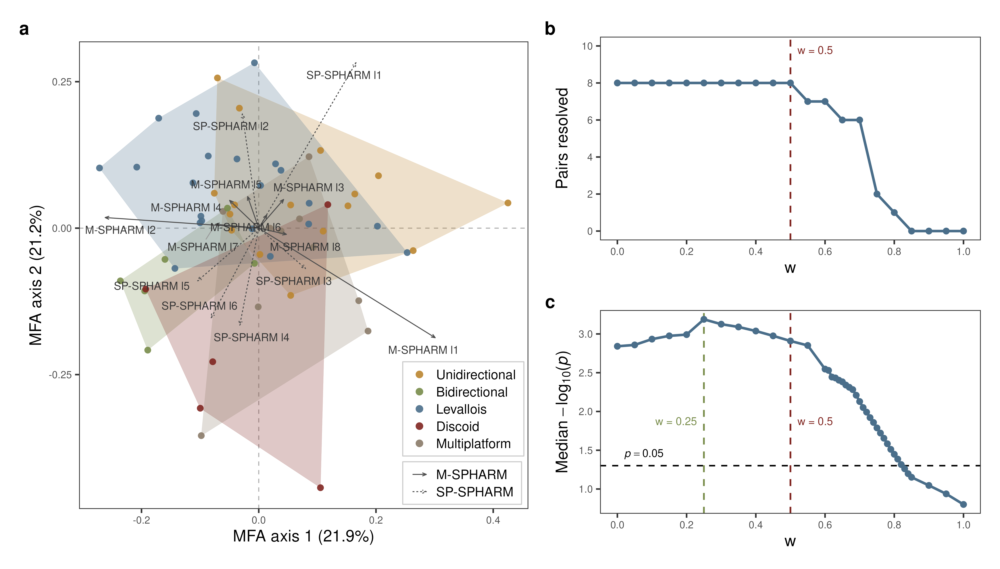 a
MFA axis 2 (21.2%)
0.25
0.00
-0.25
SP-SPHARM l1
SP-SPHARM l2
M-SPHARM l5
M-SPHARM l3
M-SPHARM l4
M-SPHARM l2
M-SPHARM l6
M-SPHARM l7
M-SPHARM l8
SP-SPHARM l5
SP-SPHARM l3
SP-SPHARM l6
SP-SPHARM l4
M-SPHARM l1
Unidirectional
Bidirectional
Levallois
Discoid
Multiplatform
M-SPHARM
SP-SPHARM
-0.2
0.0
0.2
0.4
MFA axis 1 (21.9%)
b
Pairs resolved
10
8
6
4
2
0
w = 0.5
0.0
0.2
0.4
0.6
0.8
1.0
w
c
Median −log10(p)
3.0
2.5
2.0
1.5
1.0
w = 0.25
w = 0.5
p = 0.05
0.0
0.2
0.4
0.6
0.8
1.0
w